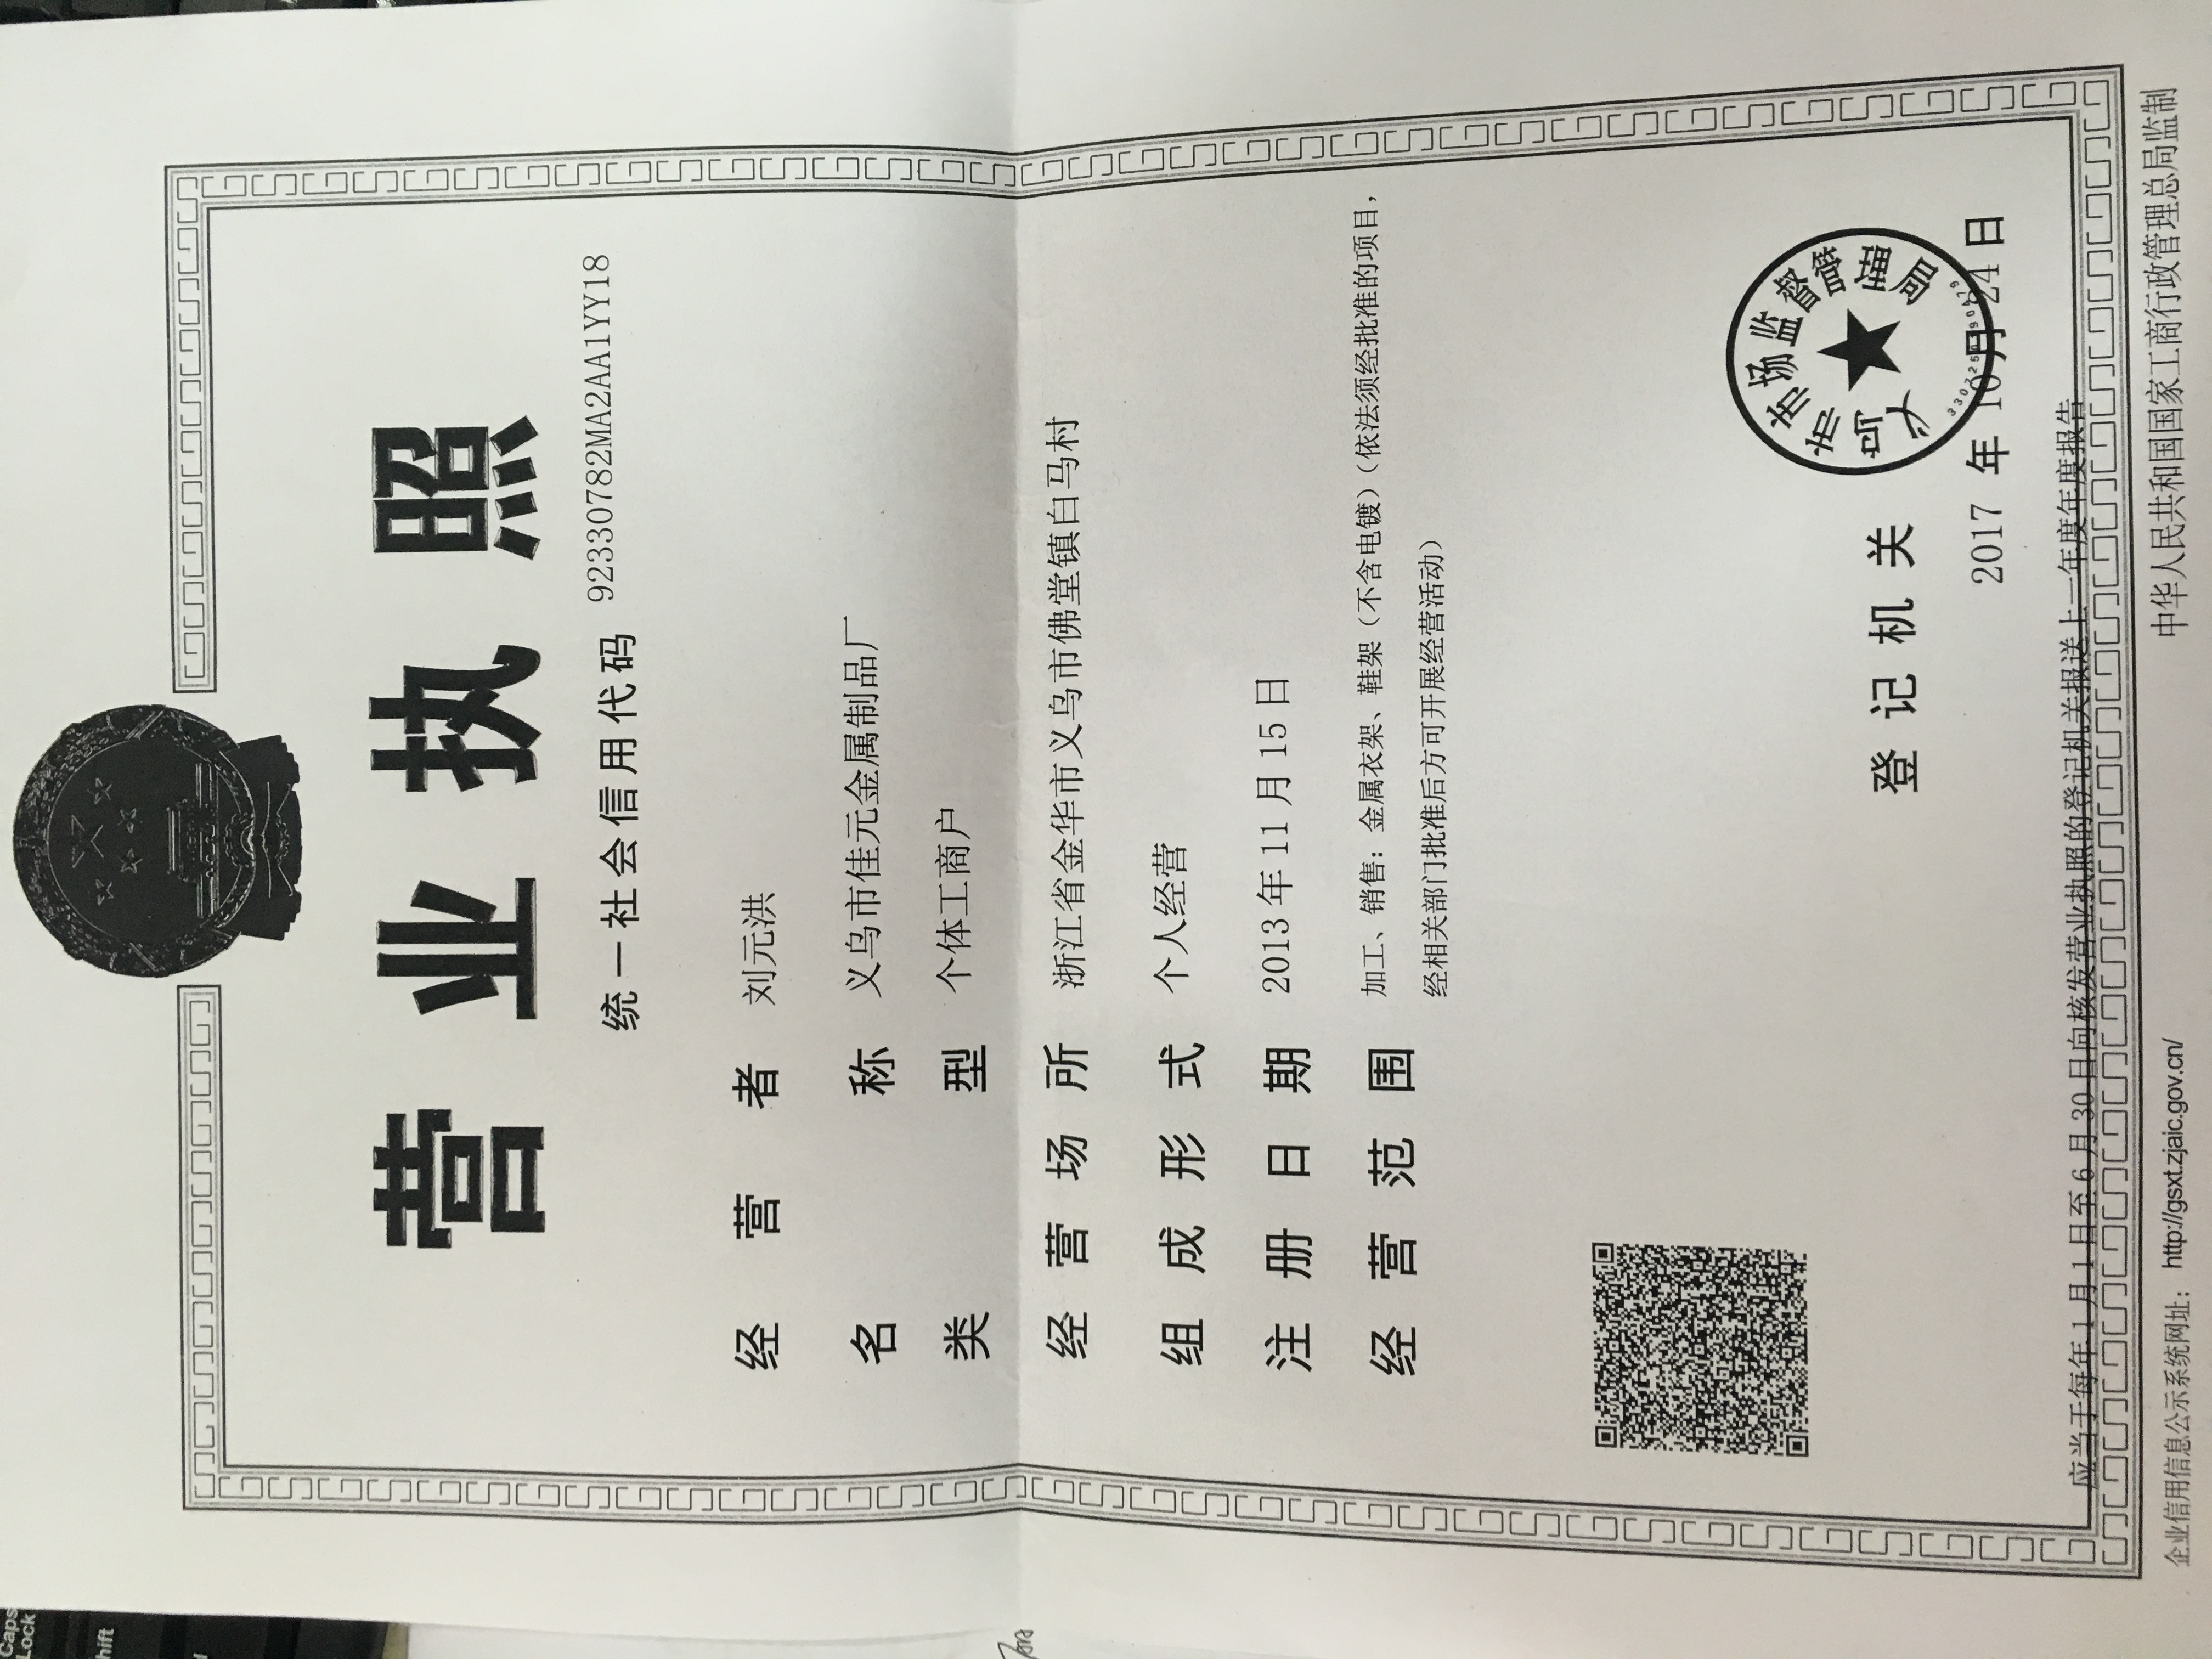 Caps
Lock
hift
营业执照
统一社会信用代码 92330782MA2AA1YY18
经营者 刘元洪
名称 义乌市佳元金属制品厂
类型 个体工商户
经营场所 浙江省金华市义乌市佛堂镇白马村
组成形式 个人经营
注册日期 2013年11月15日
经营范围 加工、销售：金属衣架、鞋架（不含电镀）（依法须经批准的项目，
经相关部门批准后方可开展经营活动）
义乌市市场监督管理局
登记机关
2017 年 10 月 24 日
应当于每年1月1日至6月30日向核发营业执照的登记机关报送上一年度年度报告
企业信用信息公示系统网址： http://gsxt.zjaic.gov.cn/
中华人民共和国国家工商行政管理总局监制